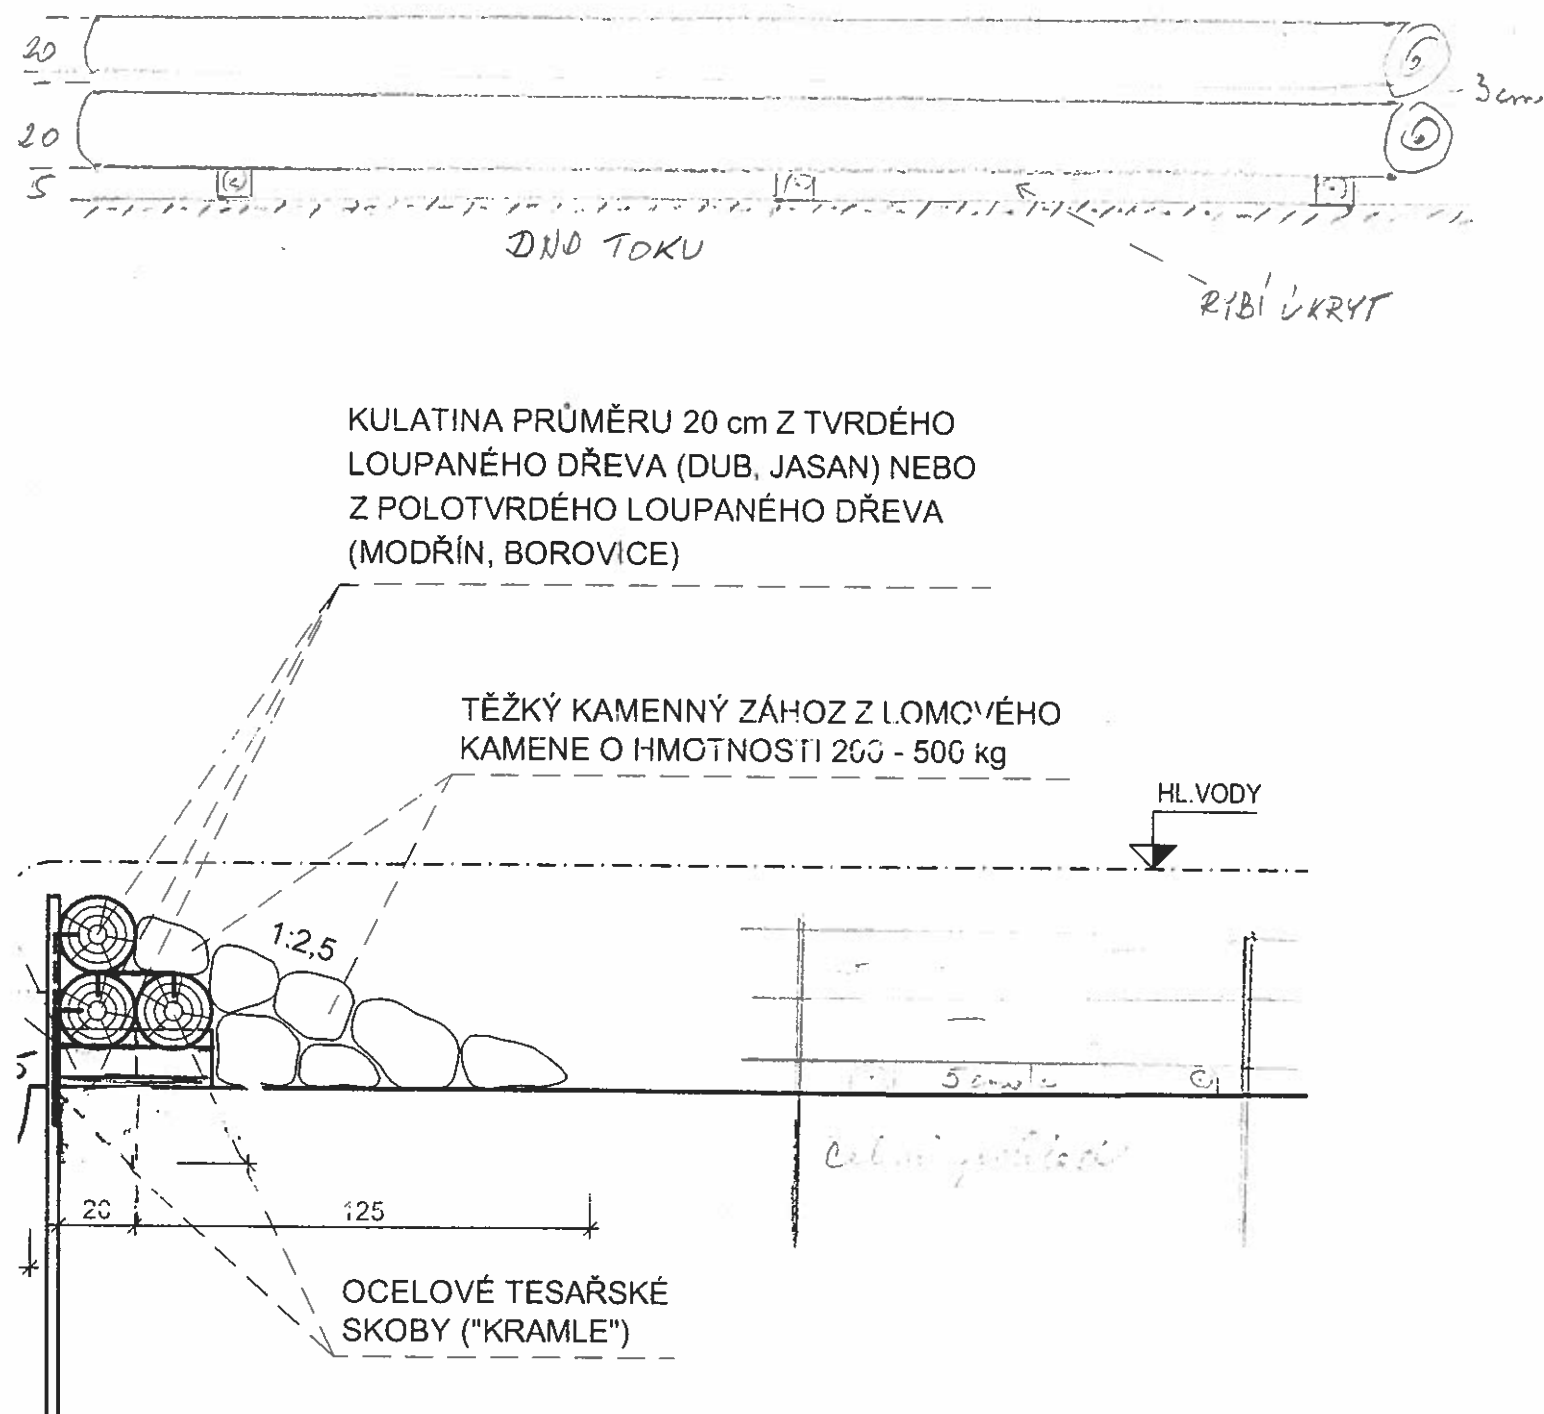 20
3cm
20
5
DNO TOKU
RYBÍ ÚKRYT
KULATINA PRŮMĚRU 20 cm Z TVRDÉHO
LOUPANÉHO DŘEVA (DUB, JASAN) NEBO
Z POLOTVRDÉHO LOUPANÉHO DŘEVA
(MODŘÍN, BOROVICE)
TĚŽKÝ KAMENNÝ ZÁHOZ Z LOMOVÉHO
KAMENE O HMOTNOSTI 200 - 500 kg
HL.VODY
1:2,5
20
125
OCELOVÉ TESAŘSKÉ
SKOBY ("KRAMLE")